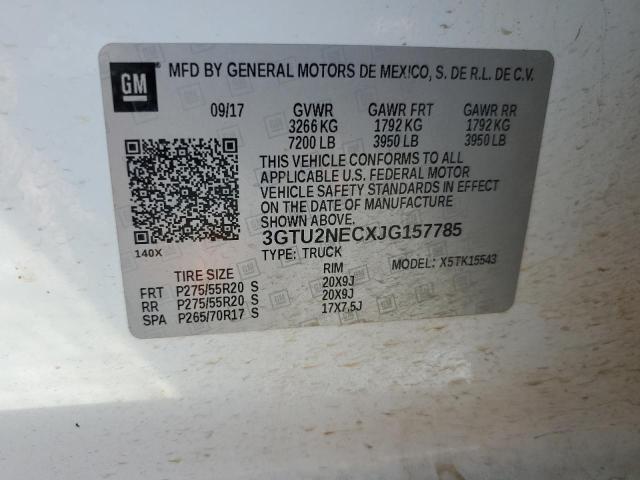 GM MFD BY GENERAL MOTORS DE MEXICO, S. DE R.L. DE C.V.
09/17 GVWR GAWR FRT GAWR RR
3266 KG 1792 KG 1792 KG
7200 LB 3950 LB 3950 LB
THIS VEHICLE CONFORMS TO ALL
APPLICABLE U.S. FEDERAL MOTOR
VEHICLE SAFETY STANDARDS IN EFFECT
ON THE DATE OF MANUFACTURE
SHOWN ABOVE.
3GTU2NECXJG157785
140X TYPE: TRUCK MODEL: X5TK15543
TIRE SIZE RIM
FRT P275/55R20 S 20X9J
RR P275/55R20 S 20X9J
SPA P265/70R17 S 17X7,5J